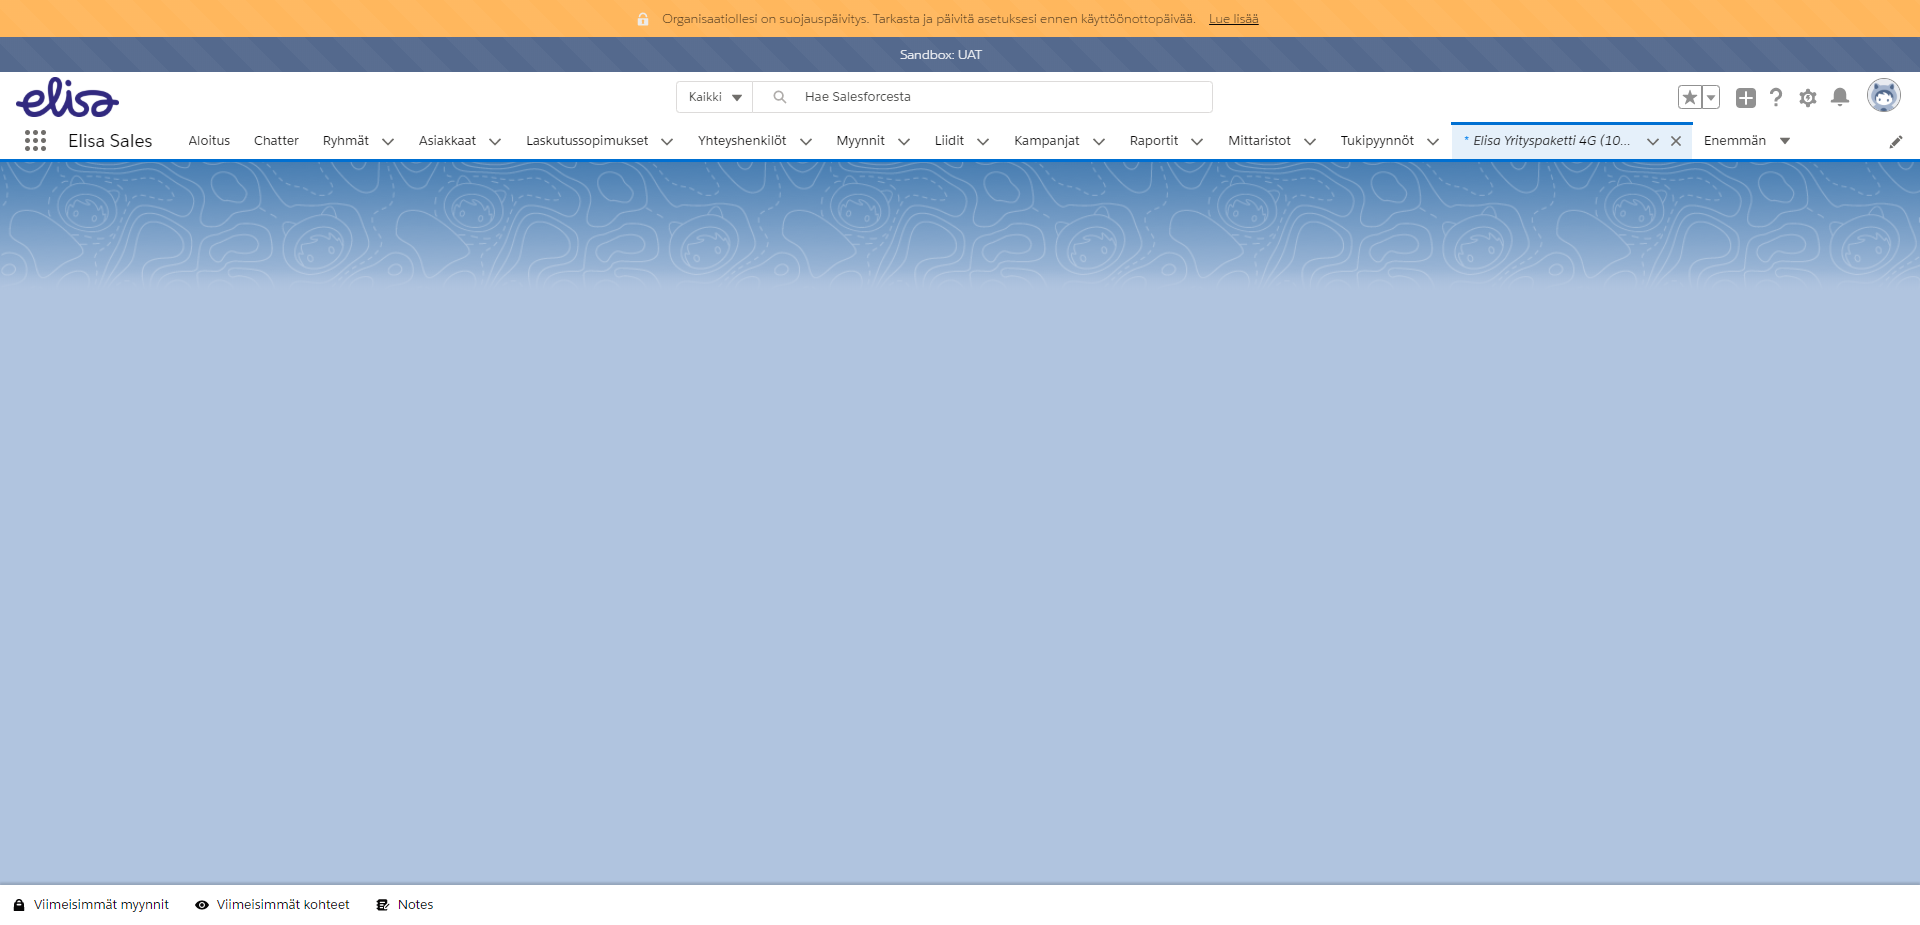 Organisaatiollesi on suojauspäivitys. Tarkasta ja päivitä asetuksesi ennen käyttöönottopäivää. Lue lisää
Sandbox: UAT
elisa
Kaikki Hae Salesforcesta
Elisa Sales Aloitus Chatter Ryhmät Asiakkaat Laskutussopimukset Yhteyshenkilöt Myynnit Liidit Kampanjat Raportit Mittaristot Tukipyynnöt * Elisa Yrityspaketti 4G (10... Enemmän
Viimeisimmät myynnit Viimeisimmät kohteet Notes